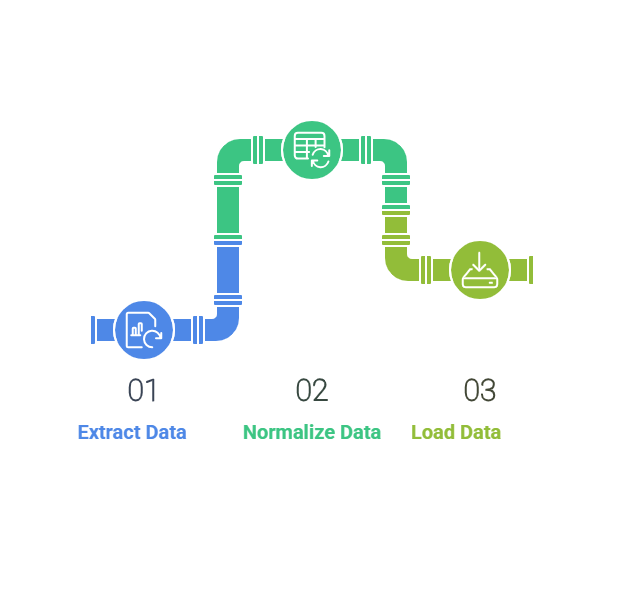 01
02
03
Extract Data
Normalize Data
Load Data